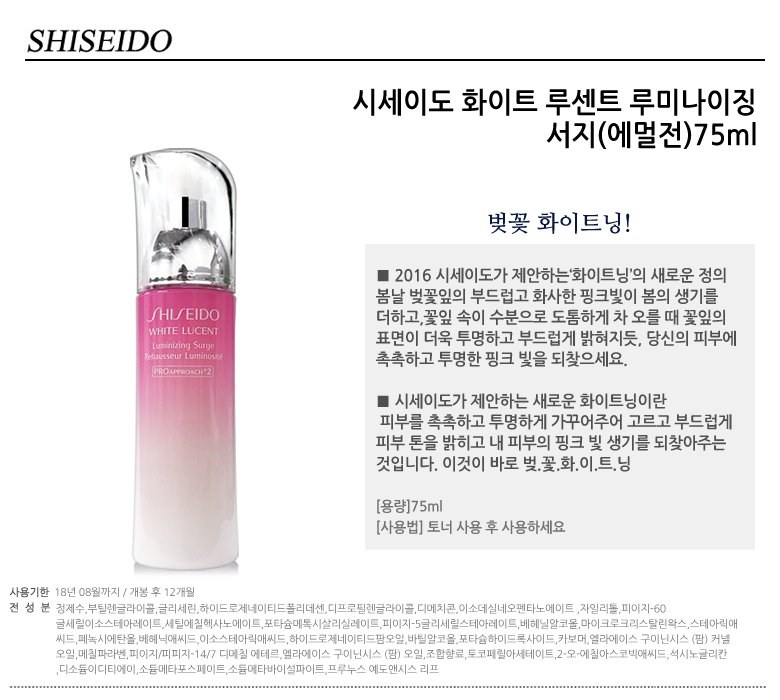 SHISEIDO
시세이도 화이트 루센트 루미나이징
서지(에멀전)75ml
벚꽃 화이트닝!
■ 2016 시세이도가 제안하는‘화이트닝’의 새로운 정의
봄날 벚꽃잎의 부드럽고 화사한 핑크빛이 봄의 생기를
더하고,꽃잎 속이 수분으로 도톰하게 차 오를 때 꽃잎의
표면이 더욱 투명하고 부드럽게 밝혀지듯, 당신의 피부에
촉촉하고 투명한 핑크 빛을 되찾으세요.
■ 시세이도가 제안하는 새로운 화이트닝이란
피부를 촉촉하고 투명하게 가꾸어주어 고르고 부드럽게
피부 톤을 밝히고 내 피부의 핑크 빛 생기를 되찾아주는
것입니다. 이것이 바로 벚.꽃.화.이.트.닝
[용량]75ml
[사용법] 토너 사용 후 사용하세요
SHISEIDO
WHITE LUCENT
Luminizing Surge
Rehausseur Luminosité
PRO APPROACH*2
사용기한 18년 08월까지 / 개봉 후 12개월
전 성 분 정제수,부틸렌글라이콜,글리세린,하이드로제네이티드폴리데센,디프로필렌글라이콜,디메치콘,이소데실네오펜타노에이트 ,자일리톨,피이지-60
글세릴이소스테아레이트,세틸에칠헥사노에이트,포타슘메톡시살리실레이트,피이지-5글리세릴스테아레이트,베헤닐알코올,마이크로크리스탈린왁스,스테아릭애
씨드,페녹시에탄올,베헤닉애씨드,이소스테아릭애씨드,하이드로제네이티드팜오일,바틸알코올,포타슘하이드록사이드,카보머,엘라에이스 구이닌시스 (팜) 커넬
오일,메칠파라벤,피이지/피피지-14/7 디메칠 에테르,엘라에이스 구이닌시스 (팜) 오일,조합향료,토코페릴아세테이트,2-오-에칠아스코빅애씨드,석시노글리칸
,디소듐이디티에이,소듐메타포스페이트,소듐메타바이설파이트,프루누스 예도앤시스 리프